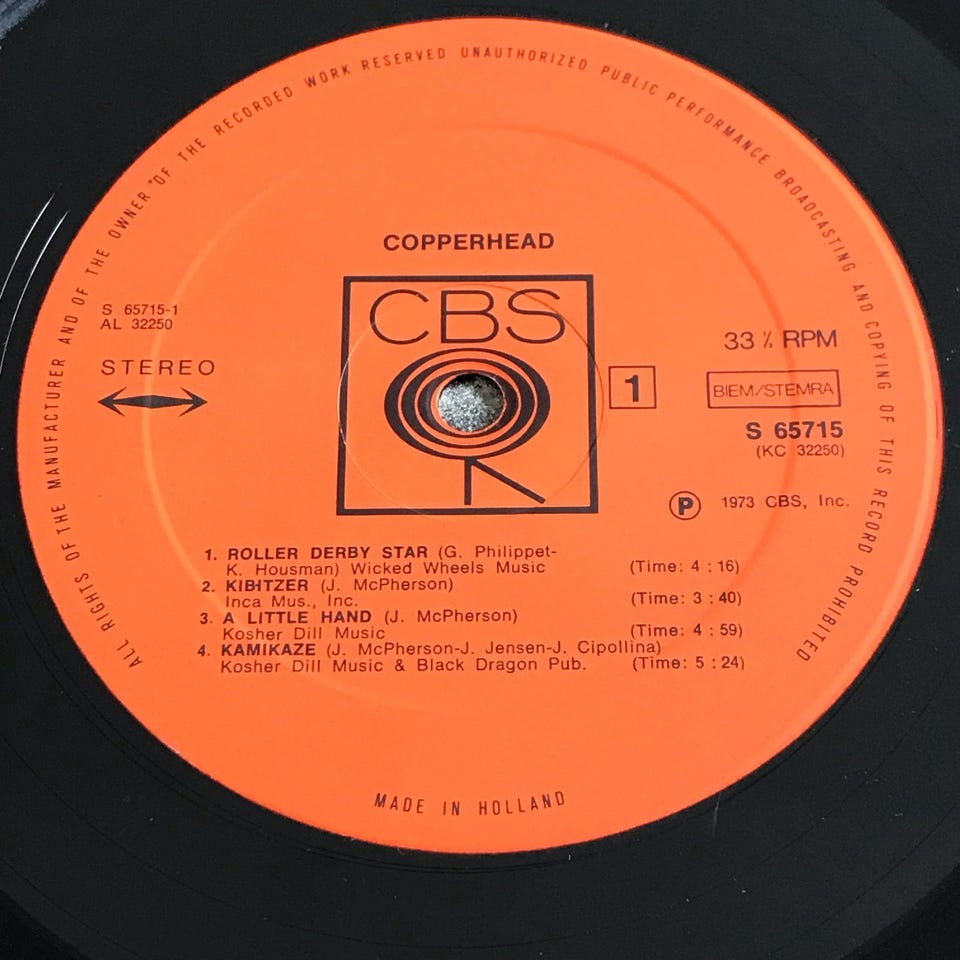 ALL RIGHTS OF THE MANUFACTURER AND OF THE OWNER OF THE RECORDED WORK RESERVED UNAUTHORIZED PUBLIC PERFORMANCE BROADCASTING AND COPYING OF THIS RECORD PROHIBITED
COPPERHEAD
CBS
S 65715-1
AL 32250
STEREO
1
33 ⅓ RPM
BIEM/STEMRA
S 65715
(KC 32250)
Ⓟ 1973 CBS, Inc.
1. ROLLER DERBY STAR (G. Philippet-
K. Housman) Wicked Wheels Music (Time: 4 : 16)
2. KIBITZER (J. McPherson)
Inca Mus., Inc. (Time: 3 : 40)
3. A LITTLE HAND (J. McPherson)
Kosher Dill Music (Time: 4 : 59)
4. KAMIKAZE (J. McPherson-J. Jensen-J. Cipollina)
Kosher Dill Music & Black Dragon Pub. (Time: 5 : 24)
MADE IN HOLLAND